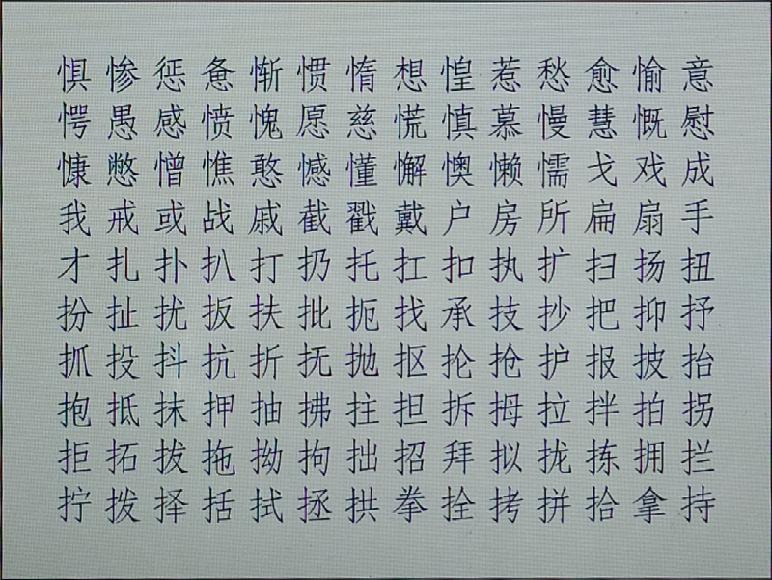 惧惨惩惫惭惯惰想惶惹愁愈愉意
愕愚感愤愧愿慈慌慎慕慢慧慨慰
慷憋憎憔憨憾懂懈懊懒懦戈戏成
我戒或战戚截戳戴户房所扁扇手
才扎扑扒打扔托扛扣执扩扫扬扭
扮扯扰扳扶批扼找承技抄把抑抒
抓投抖抗折抚抛抠抡抢护报披抬
抱抵抹押抽拂拄担拆拇拉拌拍拐
拒拓拔拖拗拘拙招拜拟拢拣拥拦
拧拨择括拭拯拱拳拴拷拼拾拿持